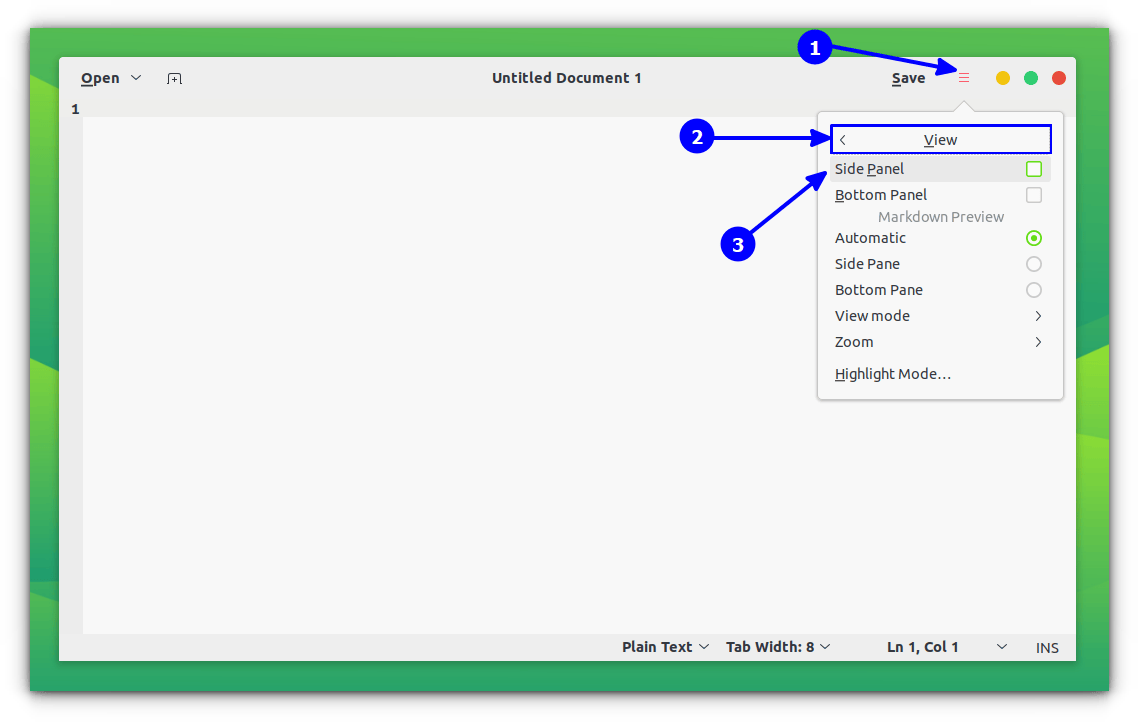 1
Open
Untitled Document 1
Save
1
2
View
Side Panel
3
Bottom Panel
Markdown Preview
Automatic
Side Pane
Bottom Pane
View mode
Zoom
Highlight Mode...
Plain Text Tab Width: 8 Ln 1, Col 1 INS